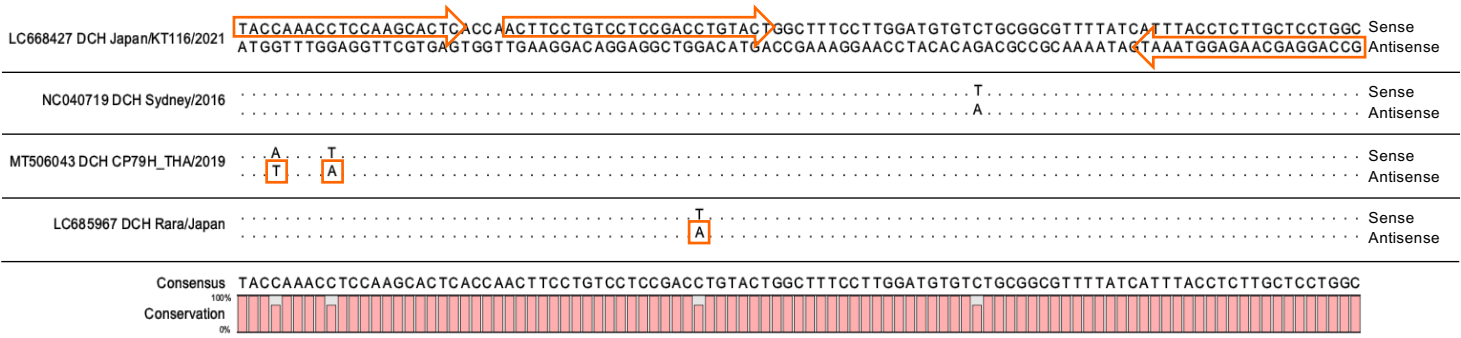 TACCAAACCTCCAAGCACTCACCAACTTCCTGTCCTCCGACCTGTACTGGCTTTCCTTGGATGTGTCTGCGGCGTTTTATCATTTACCTCTTGCTCCTGGC Sense
LC668427 DCH Japan/KT116/2021
ATGGTTTGGAGGTTCGTGAGTGGTTGAAGGACAGGAGGCTGGACATGACCGAAAGGAACCTACACAGACGCCGCAAAATAGTAAATGGAGAACGAGGACCG Antisense
T Sense
NC040719 DCH Sydney/2016
A Antisense
A T Sense
MT506043 DCH CP79H_THA/2019
T A Antisense
T Sense
LC685967 DCH Rara/Japan
A Antisense
Consensus TACCAAACCTCCAAGCACTCACCAACTTCCTGTCCTCCGACCTGTACTGGCTTTCCTTGGATGTGTCTGCGGCGTTTTATCATTTACCTCTTGCTCCTGGC
100%
Conservation
0%